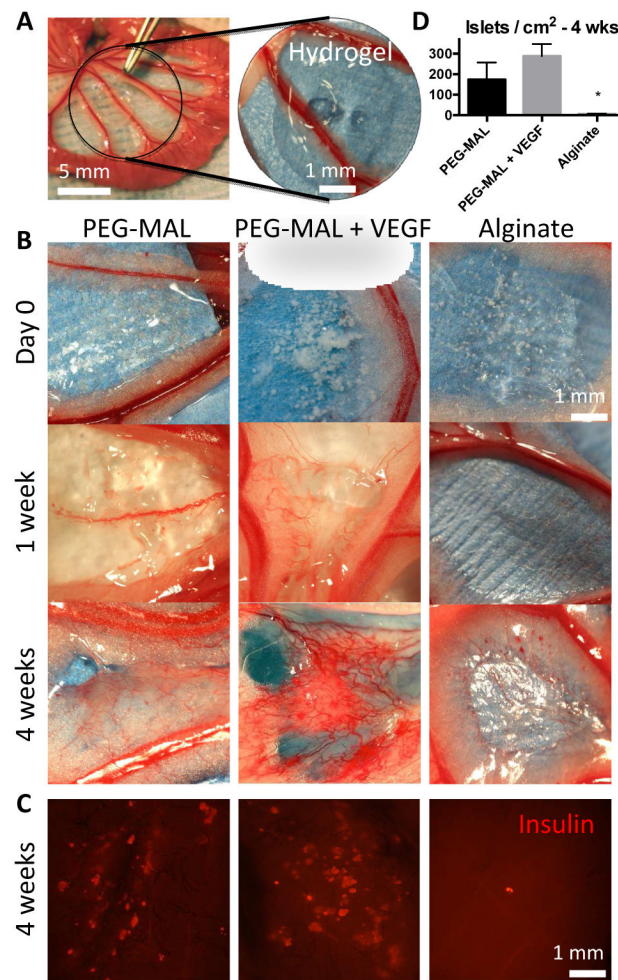 A
Hydrogel
5 mm
1 mm
D
Islets / cm² - 4 wks
300
200
100
0
*
PEG-MAL
PEG-MAL + VEGF
Alginate
B
PEG-MAL
PEG-MAL + VEGF
Alginate
Day 0
1 mm
1 week
4 weeks
C
4 weeks
Insulin
1 mm